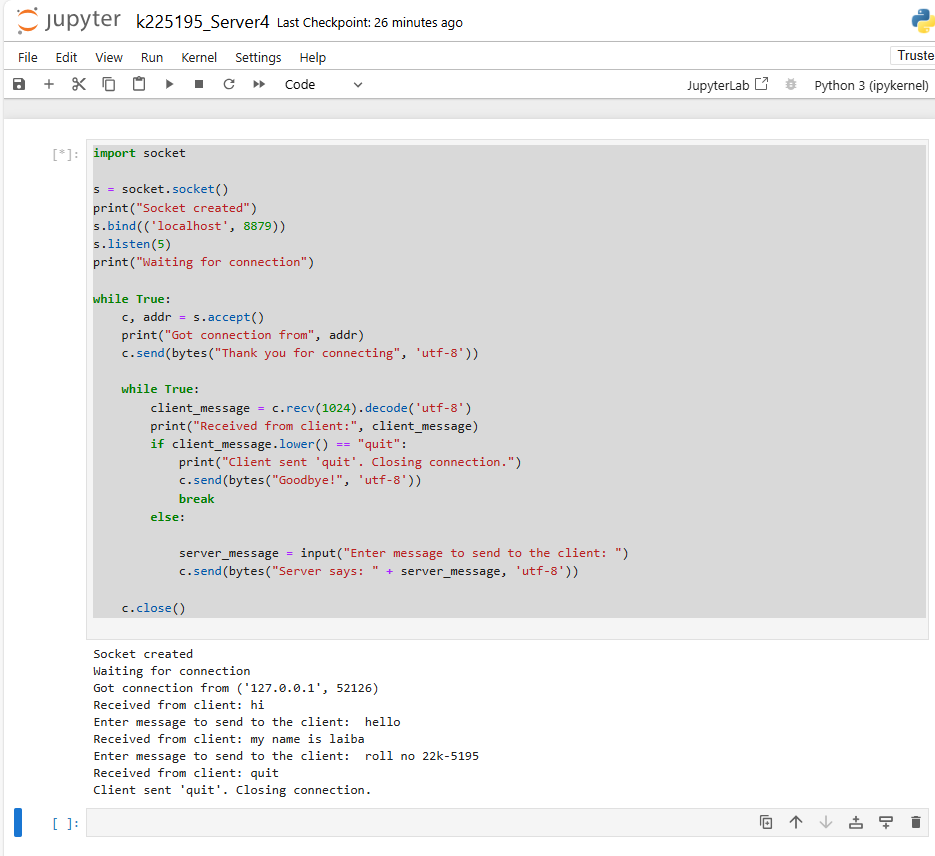 jupyter k225195_Server4 Last Checkpoint: 26 minutes ago
File Edit View Run Kernel Settings Help Truste
Code JupyterLab Python 3 (ipykernel)
[*]:
import socket

s = socket.socket()
print("Socket created")
s.bind(('localhost', 8879))
s.listen(5)
print("Waiting for connection")

while True:
    c, addr = s.accept()
    print("Got connection from", addr)
    c.send(bytes("Thank you for connecting", 'utf-8'))

    while True:
        client_message = c.recv(1024).decode('utf-8')
        print("Received from client:", client_message)
        if client_message.lower() == "quit":
            print("Client sent 'quit'. Closing connection.")
            c.send(bytes("Goodbye!", 'utf-8'))
            break
        else:

            server_message = input("Enter message to send to the client: ")
            c.send(bytes("Server says: " + server_message, 'utf-8'))

    c.close()
Socket created
Waiting for connection
Got connection from ('127.0.0.1', 52126)
Received from client: hi
Enter message to send to the client:  hello
Received from client: my name is laiba
Enter message to send to the client:  roll no 22k-5195
Received from client: quit
Client sent 'quit'. Closing connection.
[ ]: